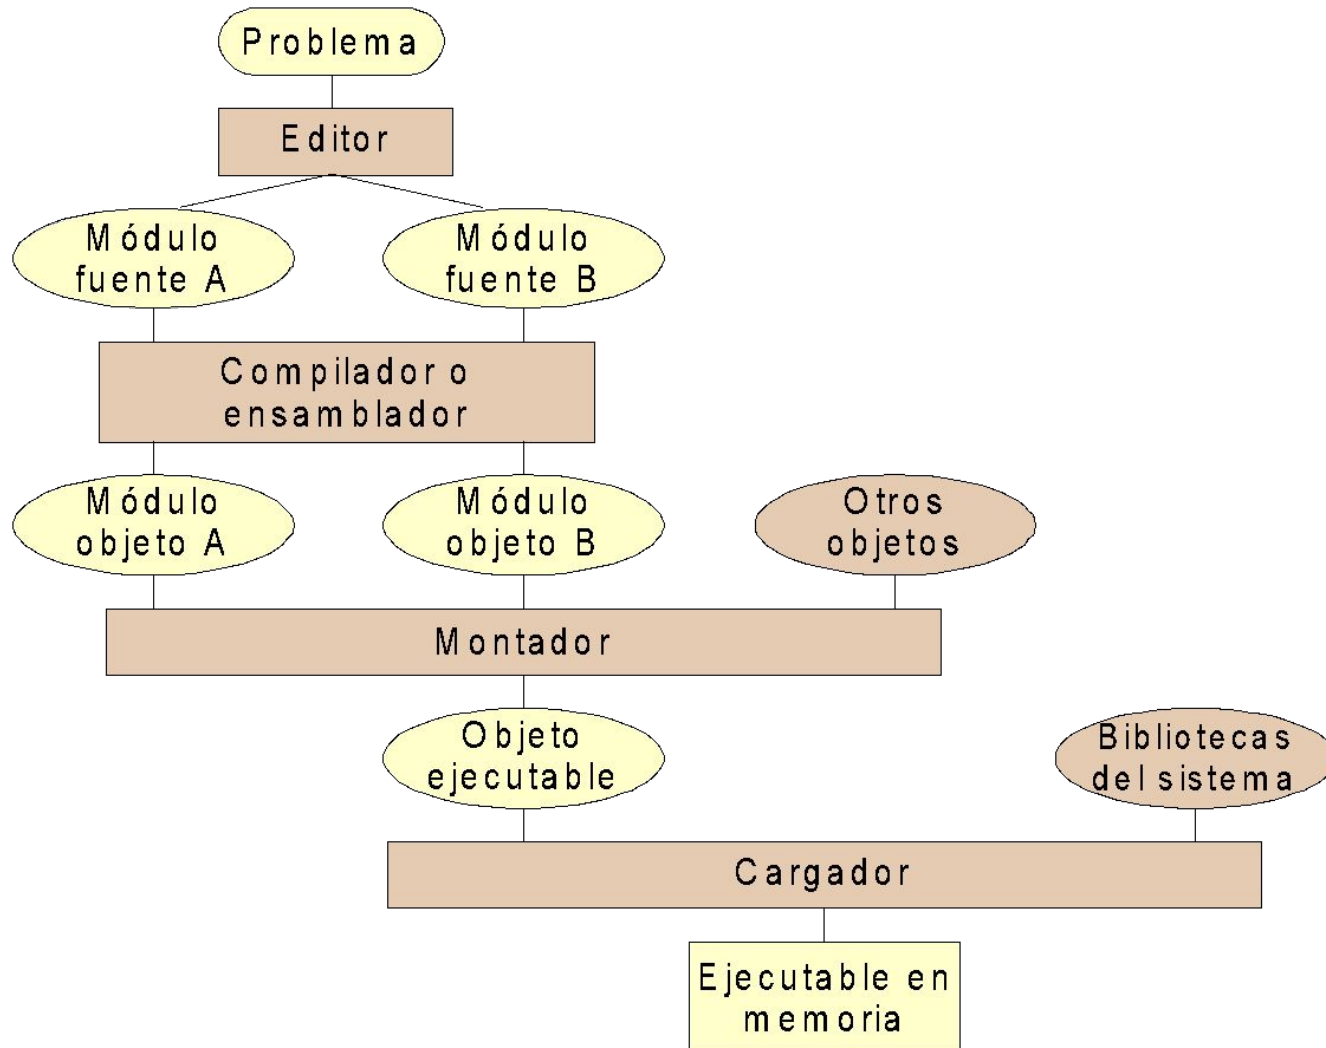 Problema
Editor
Módulo
fuente A
Módulo
fuente B
Compilador o
ensamblador
Módulo
objeto A
Módulo
objeto B
Otros
objetos
Montador
Objeto
ejecutable
Bibliotecas
del sistema
Cargador
Ejecutable en
memoria